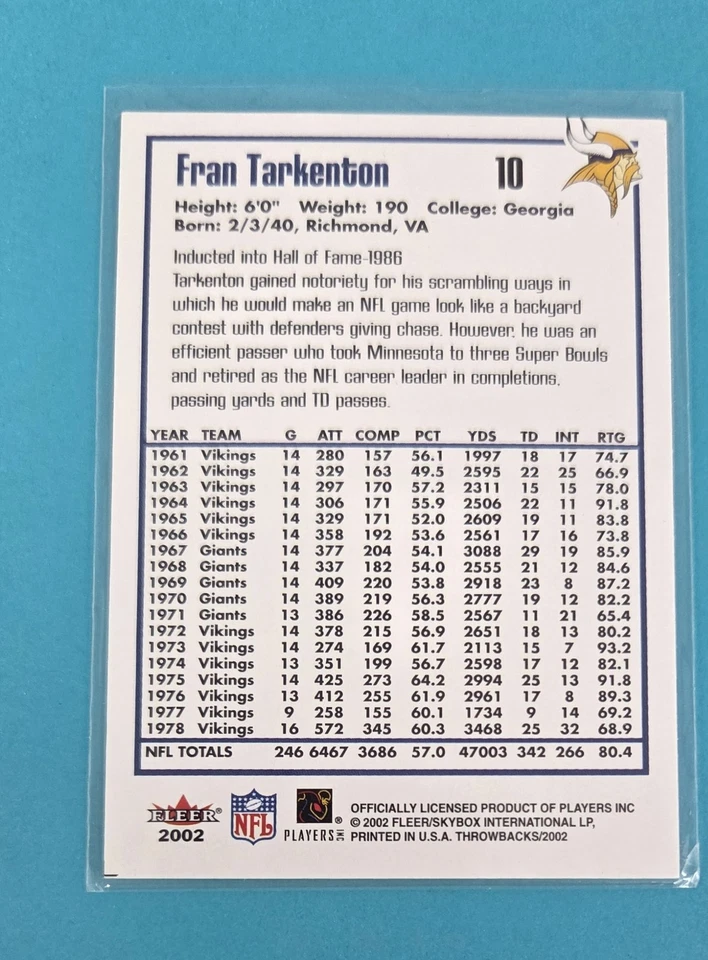 Fran Tarkenton 10
Height: 6'0" Weight: 190 College: Georgia
Born: 2/3/40, Richmond, VA
Inducted into Hall of Fame-1986
Tarkenton gained notoriety for his scrambling ways in
which he would make an NFL game look like a backyard
contest with defenders giving chase. However, he was an
efficient passer who took Minnesota to three Super Bowls
and retired as the NFL career leader in completions,
passing yards and TD passes.
YEAR TEAM G ATT COMP PCT YDS TD INT RTG
1961 Vikings 14 280 157 56.1 1997 18 17 74.7
1962 Vikings 14 329 163 49.5 2595 22 25 66.9
1963 Vikings 14 297 170 57.2 2311 15 15 78.0
1964 Vikings 14 306 171 55.9 2506 22 11 91.8
1965 Vikings 14 329 171 52.0 2609 19 11 83.8
1966 Vikings 14 358 192 53.6 2561 17 16 73.8
1967 Giants 14 377 204 54.1 3088 29 19 85.9
1968 Giants 14 337 182 54.0 2555 21 12 84.6
1969 Giants 14 409 220 53.8 2918 23 8 87.2
1970 Giants 14 389 219 56.3 2777 19 12 82.2
1971 Giants 13 386 226 58.5 2567 11 21 65.4
1972 Vikings 14 378 215 56.9 2651 18 13 80.2
1973 Vikings 14 274 169 61.7 2113 15 7 93.2
1974 Vikings 13 351 199 56.7 2598 17 12 82.1
1975 Vikings 14 425 273 64.2 2994 25 13 91.8
1976 Vikings 13 412 255 61.9 2961 17 8 89.3
1977 Vikings 9 258 155 60.1 1734 9 14 69.2
1978 Vikings 16 572 345 60.3 3468 25 32 68.9
NFL TOTALS 246 6467 3686 57.0 47003 342 266 80.4
FLEER®
2002
NFL
PLAYERS INC ®
OFFICIALLY LICENSED PRODUCT OF PLAYERS INC
© 2002 FLEER/SKYBOX INTERNATIONAL LP,
PRINTED IN U.S.A. THROWBACKS/2002